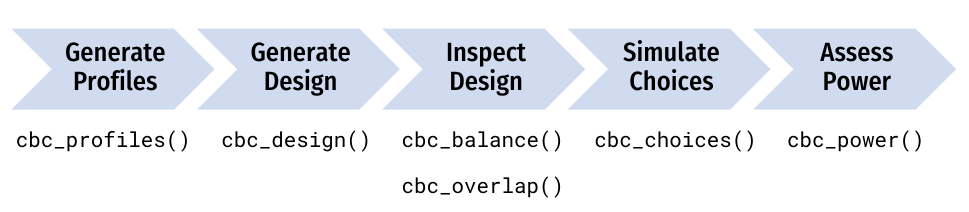 Generate
Profiles
Generate
Design
Inspect
Design
Simulate
Choices
Assess
Power
cbc_profiles()
cbc_design()
cbc_balance()
cbc_choices()
cbc_power()
cbc_overlap()